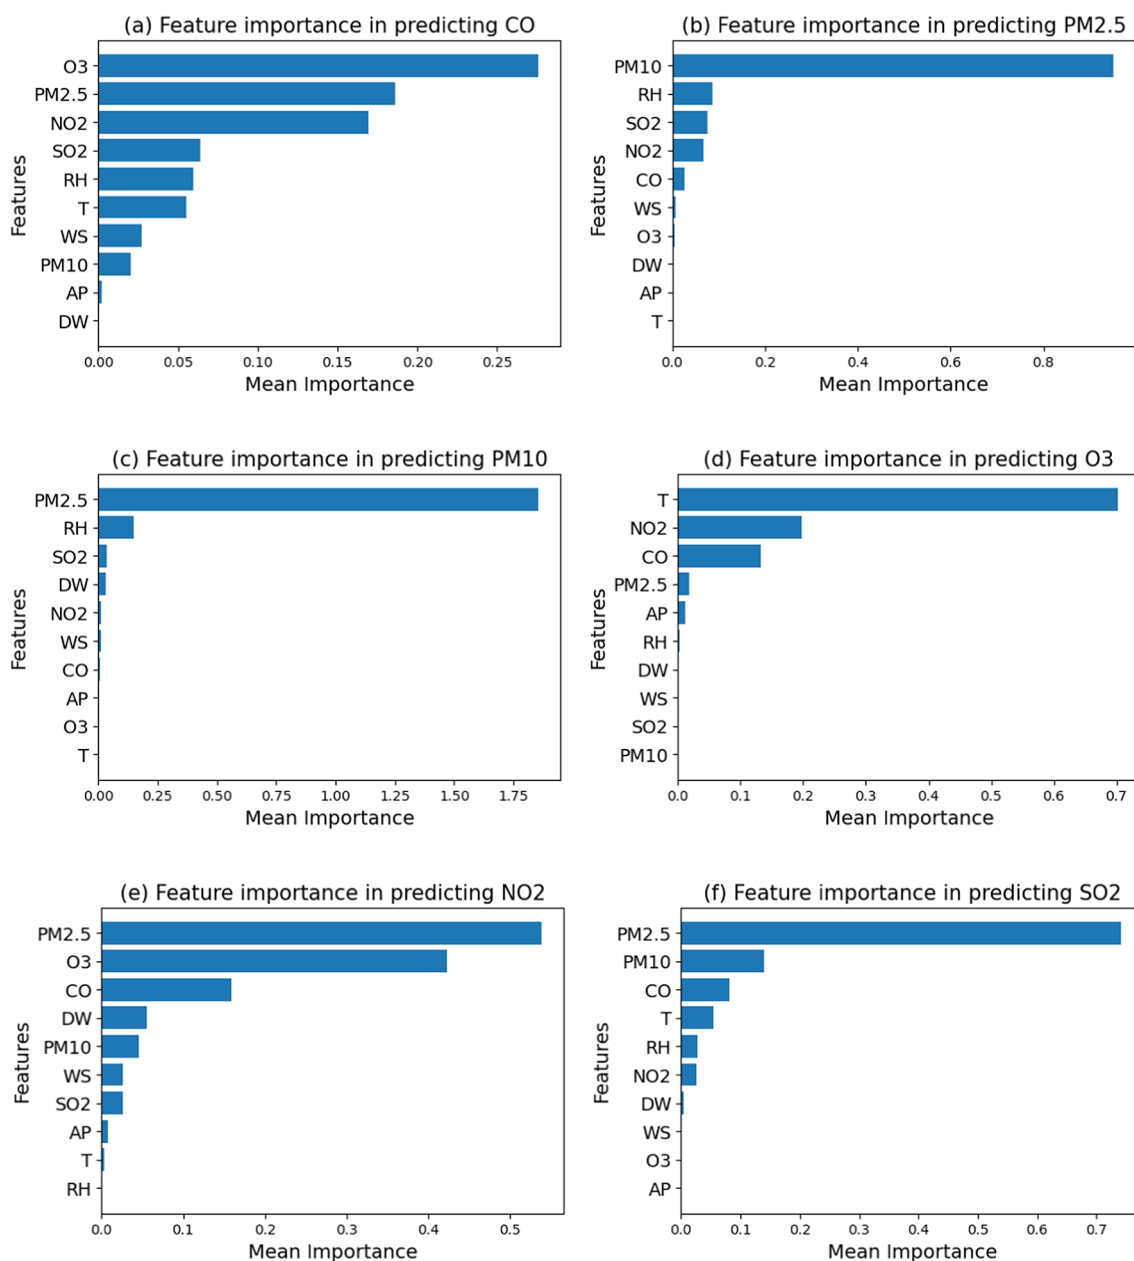 (a) Feature importance in predicting CO
O3
PM2.5
NO2
SO2
RH
T
WS
PM10
AP
DW
Features
0.00 0.05 0.10 0.15 0.20 0.25
Mean Importance
(b) Feature importance in predicting PM2.5
PM10
RH
SO2
NO2
CO
WS
O3
DW
AP
T
Features
0.0 0.2 0.4 0.6 0.8
Mean Importance
(c) Feature importance in predicting PM10
PM2.5
RH
SO2
DW
NO2
WS
CO
AP
O3
T
Features
0.00 0.25 0.50 0.75 1.00 1.25 1.50 1.75
Mean Importance
(d) Feature importance in predicting O3
T
NO2
CO
PM2.5
AP
RH
DW
WS
SO2
PM10
Features
0.0 0.1 0.2 0.3 0.4 0.5 0.6 0.7
Mean Importance
(e) Feature importance in predicting NO2
PM2.5
O3
CO
DW
PM10
WS
SO2
AP
T
RH
Features
0.0 0.1 0.2 0.3 0.4 0.5
Mean Importance
(f) Feature importance in predicting SO2
PM2.5
PM10
CO
T
RH
NO2
DW
WS
O3
AP
Features
0.0 0.1 0.2 0.3 0.4 0.5 0.6 0.7
Mean Importance